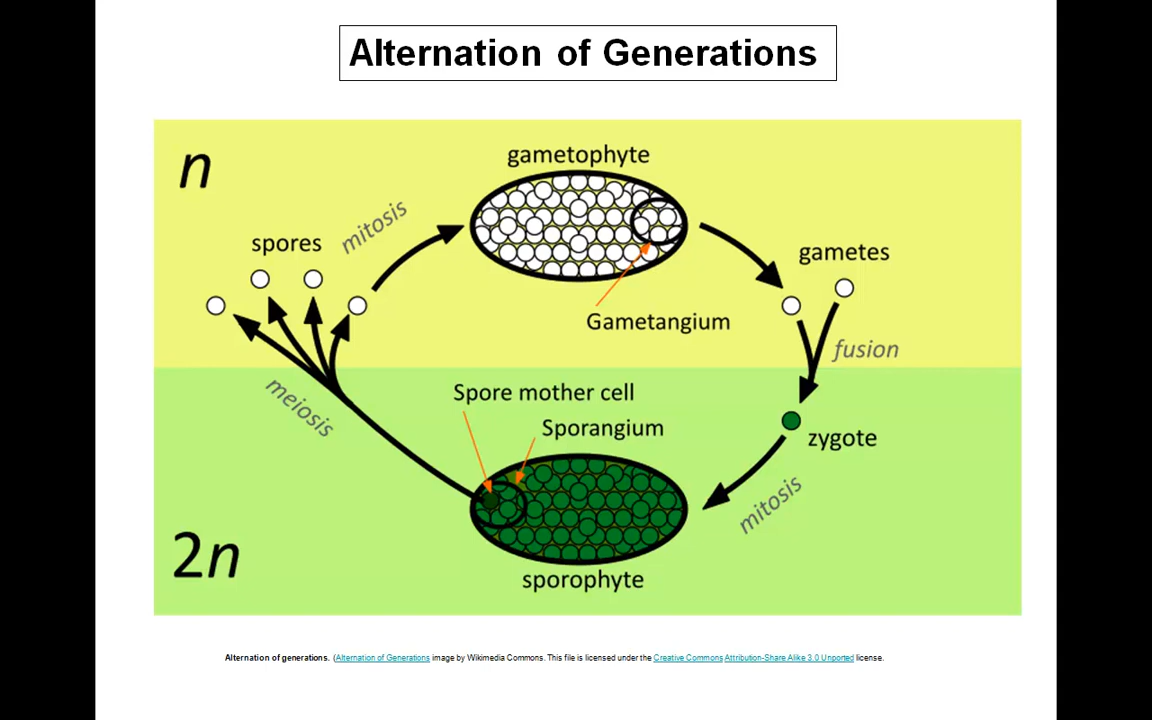 Alternation of Generations
n
gametophyte
mitosis
spores
gametes
Gametangium
fusion
meiosis
Spore mother cell
Sporangium
zygote
mitosis
2n
sporophyte
Alternation of generations. (Alternation of Generations image by Wikimedia Commons. This file is licensed under the Creative Commons Attribution-Share Alike 3.0 Unported license.